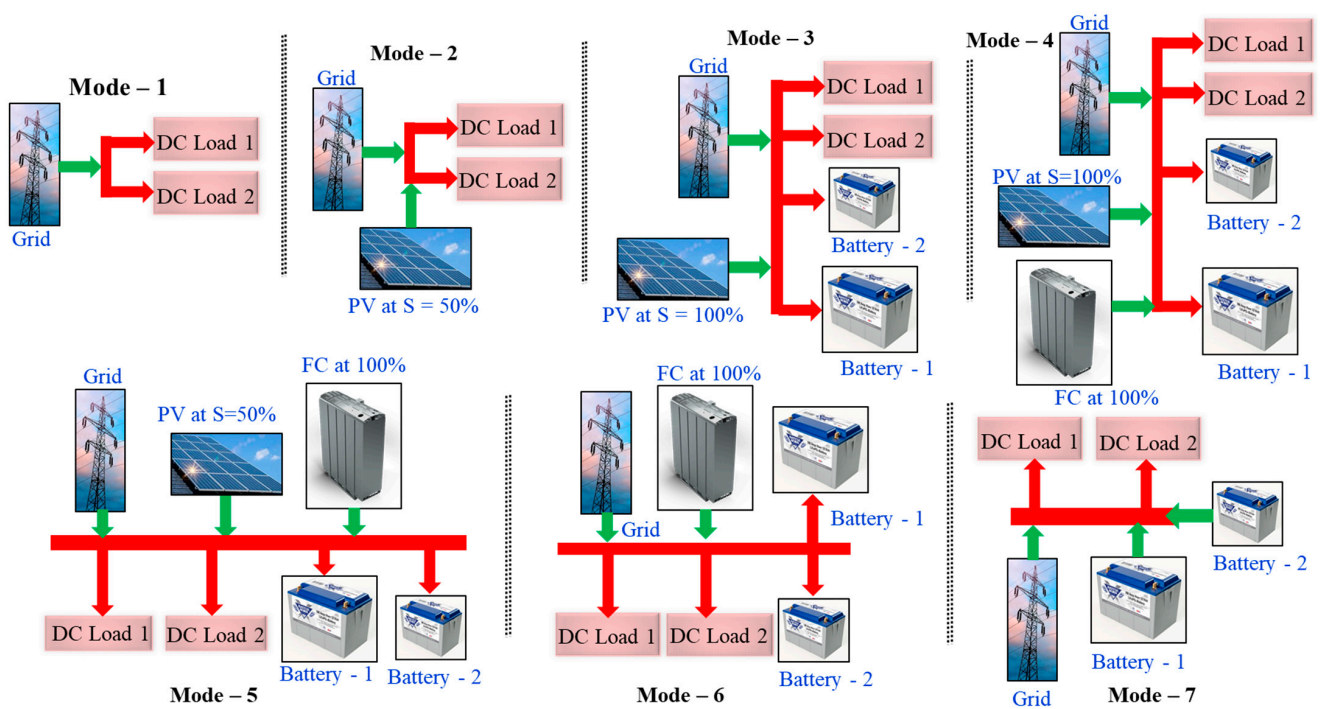 Mode – 1
Grid
DC Load 1
DC Load 2
Mode – 2
Grid
DC Load 1
DC Load 2
PV at S = 50%
Mode – 3
Grid
DC Load 1
DC Load 2
Battery - 2
PV at S = 100%
Battery - 1
Mode – 4
Grid
DC Load 1
DC Load 2
PV at S=100%
Battery - 2
Battery - 1
FC at 100%
Grid
PV at S=50%
FC at 100%
DC Load 1
DC Load 2
Battery - 1
Battery - 2
Mode – 5
FC at 100%
Grid
Battery - 1
DC Load 1
DC Load 2
Battery - 2
Mode – 6
DC Load 1
DC Load 2
Battery - 2
Battery - 1
Grid
Mode – 7